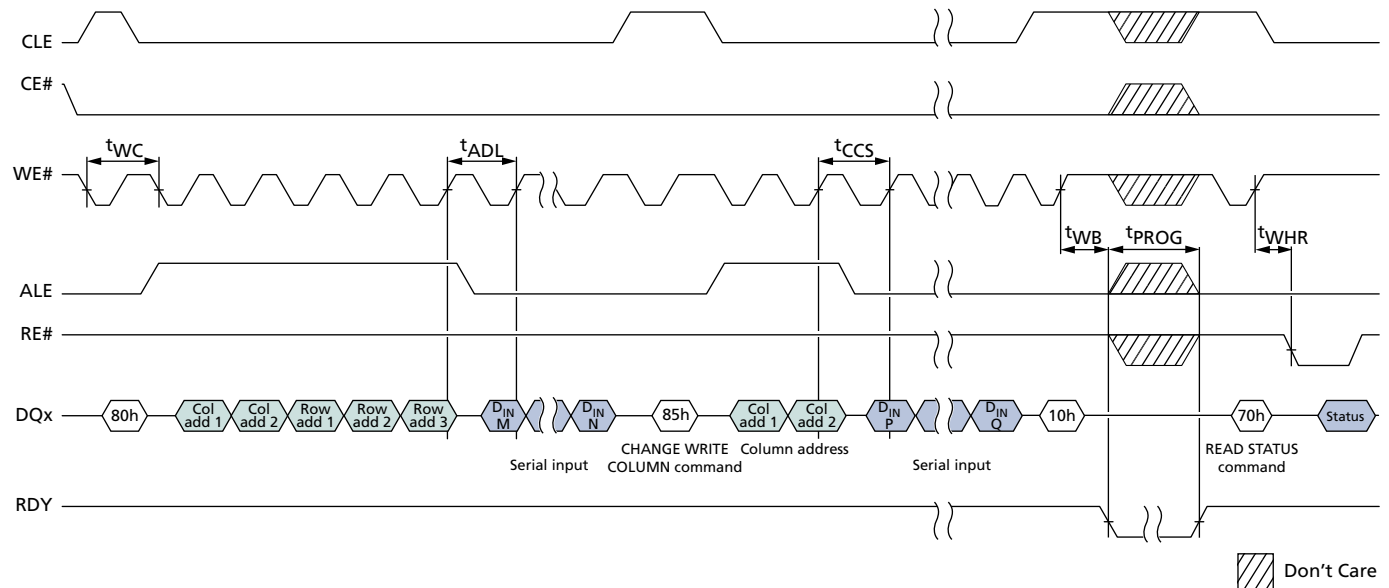 CLE
CE#
tWC
tADL
tCCS
WE#
tWB
tPROG
tWHR
ALE
RE#
DQx
80h
Col add 1
Col add 2
Row add 1
Row add 2
Row add 3
DIN M
DIN N
85h
Col add 1
Col add 2
DIN P
DIN Q
10h
70h
Status
Serial input
CHANGE WRITE
COLUMN command
Column address
Serial input
READ STATUS
command
RDY
Don't Care